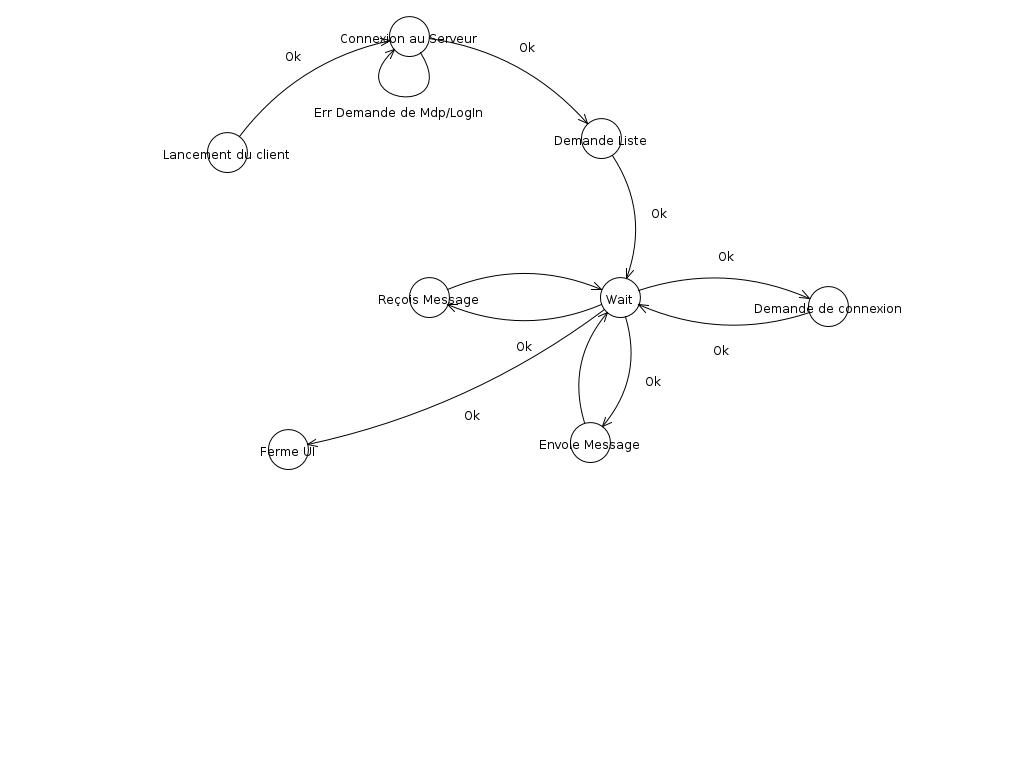 Connexion au Serveur
Ok
Ok
Err Demande de Mdp/LogIn
Demande Liste
Lancement du client
Ok
Ok
Reçois Message
Wait
Demande de connexion
Ok
Ok
Ok
Ok
Envoie Message
Ferme UI